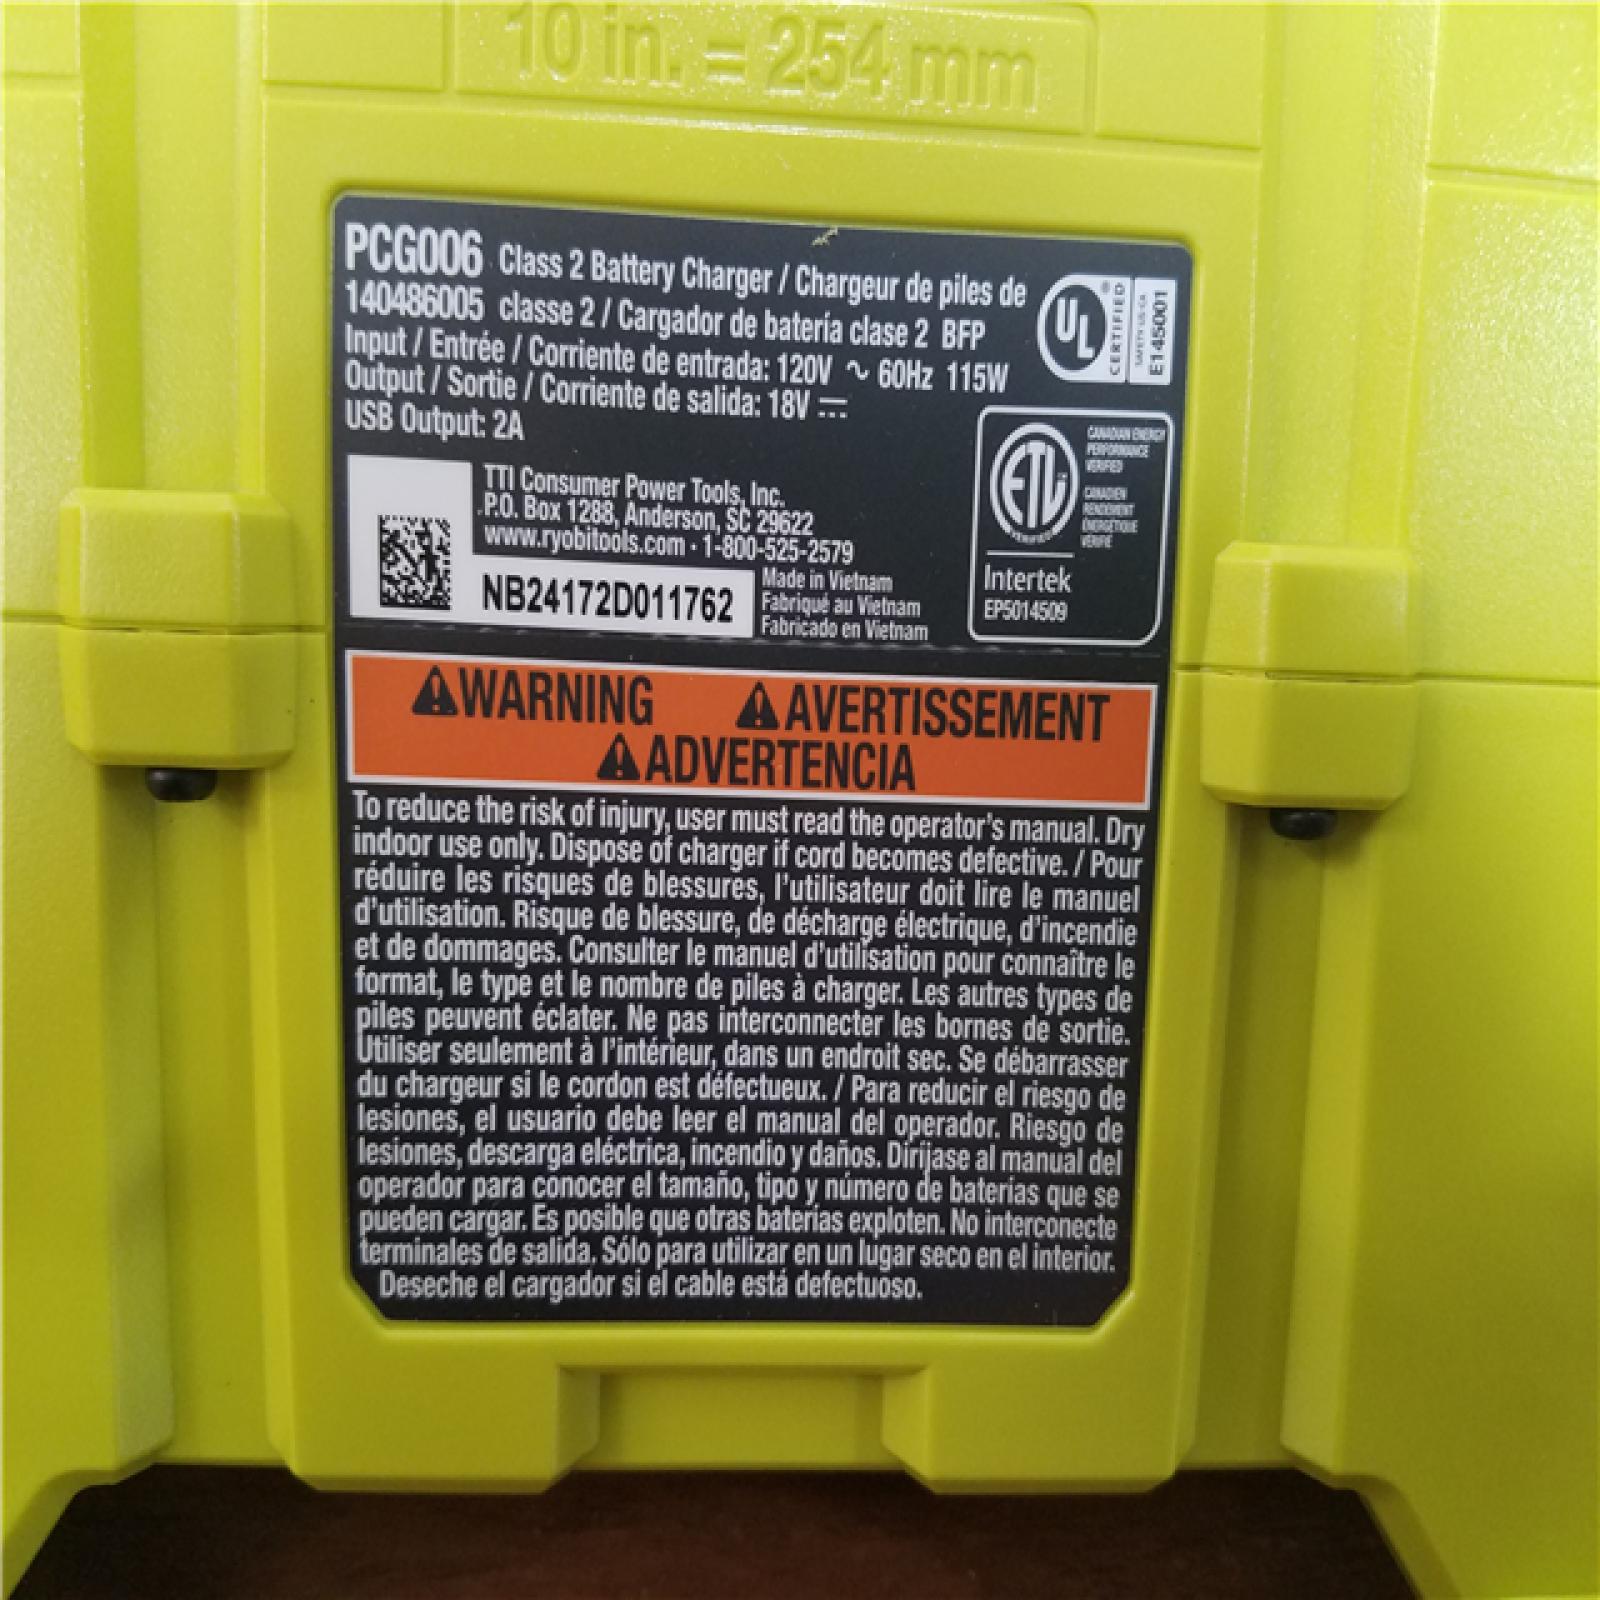 10 in. = 254 mm
PCG006 Class 2 Battery Charger / Chargeur de piles de
140486005 classe 2 / Cargador de batería clase 2 BFP
Input / Entrée / Corriente de entrada: 120V ~ 60Hz 115W
Output / Sortie / Corriente de salida: 18V ⎓
USB Output: 2A
UL ®
CERTIFIED
SAFETY US-CA
E145001
TTI Consumer Power Tools, Inc.
P.O. Box 1288, Anderson, SC 29622
www.ryobitools.com · 1-800-525-2579
NB24172D011762
Made in Vietnam
Fabriqué au Vietnam
Fabricado en Vietnam
ETL
VERIFIED
CANADIAN ENERGY
PERFORMANCE
VERIFIED
CANADIEN
RENDEMENT
ÉNERGÉTIQUE
VERIFIÉ
Intertek
EP5014509
⚠WARNING ⚠AVERTISSEMENT
⚠ADVERTENCIA
To reduce the risk of injury, user must read the operator's manual. Dry
indoor use only. Dispose of charger if cord becomes defective. / Pour
réduire les risques de blessures, l'utilisateur doit lire le manuel
d'utilisation. Risque de blessure, de décharge électrique, d'incendie
et de dommages. Consulter le manuel d'utilisation pour connaître le
format, le type et le nombre de piles à charger. Les autres types de
piles peuvent éclater. Ne pas interconnecter les bornes de sortie.
Utiliser seulement à l'intérieur, dans un endroit sec. Se débarrasser
du chargeur si le cordon est défectueux. / Para reducir el riesgo de
lesiones, el usuario debe leer el manual del operador. Riesgo de
lesiones, descarga eléctrica, incendio y daños. Diríjase al manual del
operador para conocer el tamaño, tipo y número de baterías que se
pueden cargar. Es posible que otras baterías exploten. No interconecte
terminales de salida. Sólo para utilizar en un lugar seco en el interior.
Deseche el cargador si el cable está defectuoso.